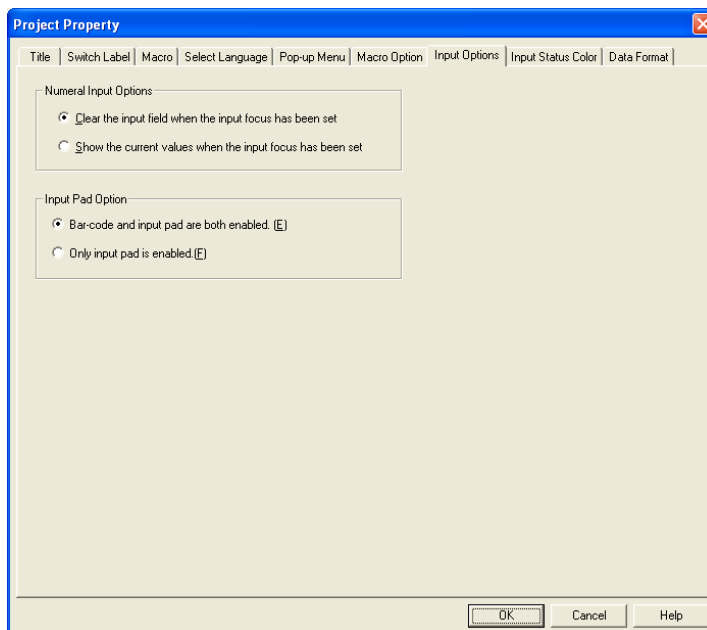 Project Property
Title Switch Label Macro Select Language Pop-up Menu Macro Option Input Options Input Status Color Data Format
Numeral Input Options
Clear the input field when the input focus has been set
Show the current values when the input focus has been set
Input Pad Option
Bar-code and input pad are both enabled. (E)
Only input pad is enabled.(F)
OK Cancel Help